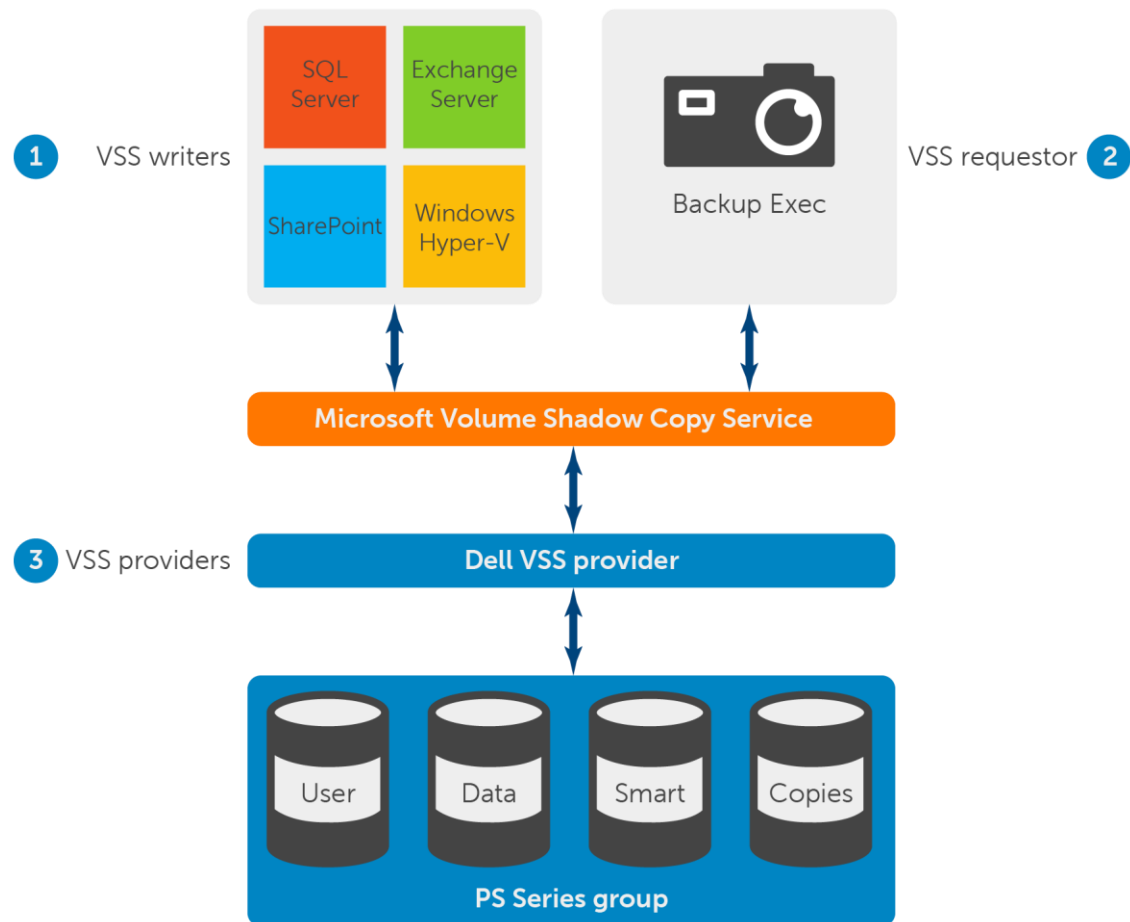 SQL
Server
Exchange
Server
1
VSS writers
SharePoint
Windows
Hyper-V
Backup Exec
VSS requestor
2
Microsoft Volume Shadow Copy Service
3
VSS providers
Dell VSS provider
User
Data
Smart
Copies
PS Series group